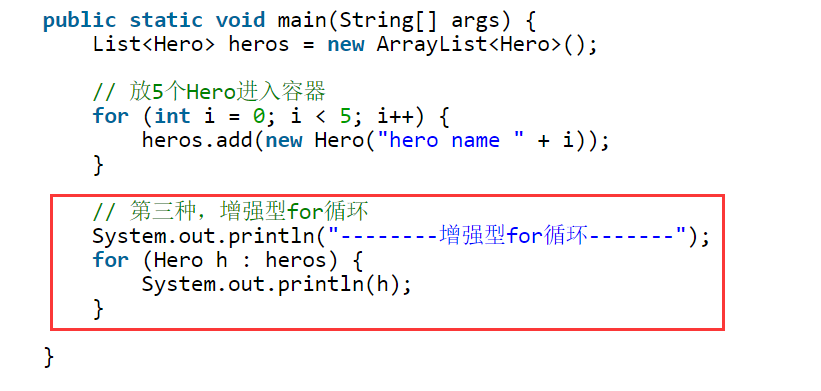 public static void main(String[] args) {
    List<Hero> heros = new ArrayList<Hero>();
    // 放5个Hero进入容器
    for (int i = 0; i < 5; i++) {
        heros.add(new Hero("hero name " + i));
    }
    // 第三种，增强型for循环
    System.out.println("--------增强型for循环-------");
    for (Hero h : heros) {
        System.out.println(h);
    }
}